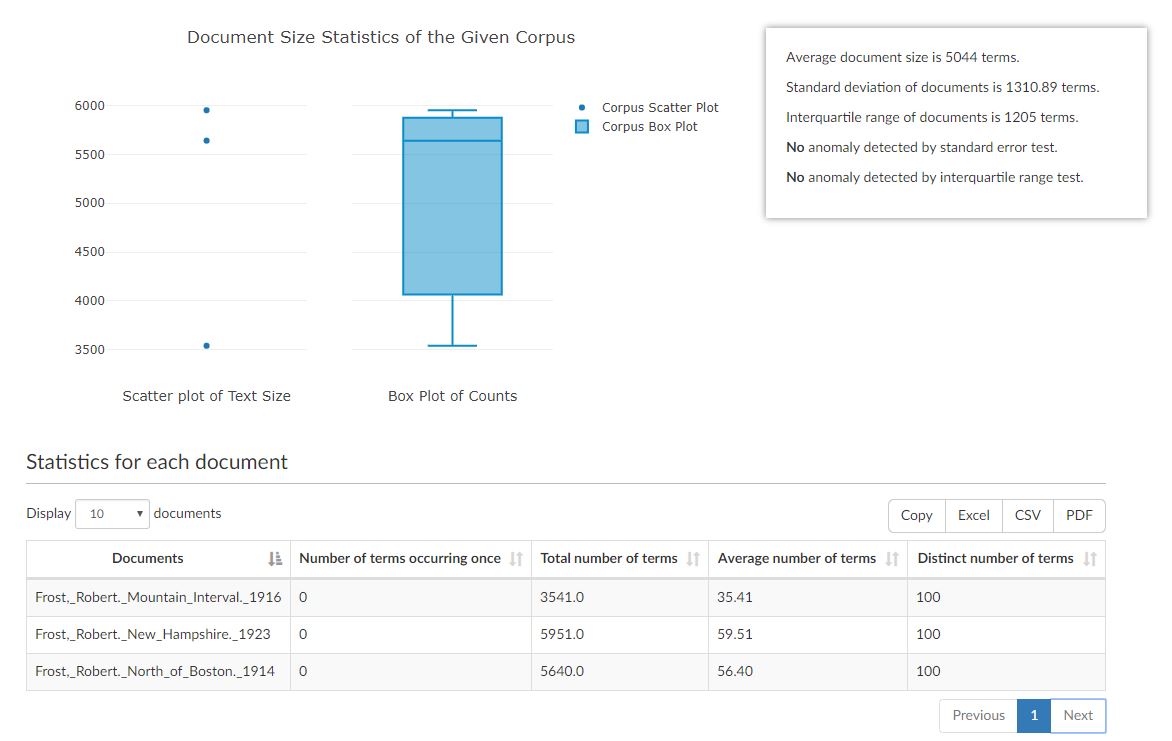 Document Size Statistics of the Given Corpus
6000
5500
5000
4500
4000
3500
Scatter plot of Text Size
Box Plot of Counts
Corpus Scatter Plot
Corpus Box Plot
Average document size is 5044 terms.
Standard deviation of documents is 1310.89 terms.
Interquartile range of documents is 1205 terms.
No anomaly detected by standard error test.
No anomaly detected by interquartile range test.
Statistics for each document
Display 10 documents
Copy Excel CSV PDF
Documents Number of terms occurring once Total number of terms Average number of terms Distinct number of terms
Frost,_Robert._Mountain_Interval._1916 0 3541.0 35.41 100
Frost,_Robert._New_Hampshire._1923 0 5951.0 59.51 100
Frost,_Robert._North_of_Boston._1914 0 5640.0 56.40 100
Previous 1 Next